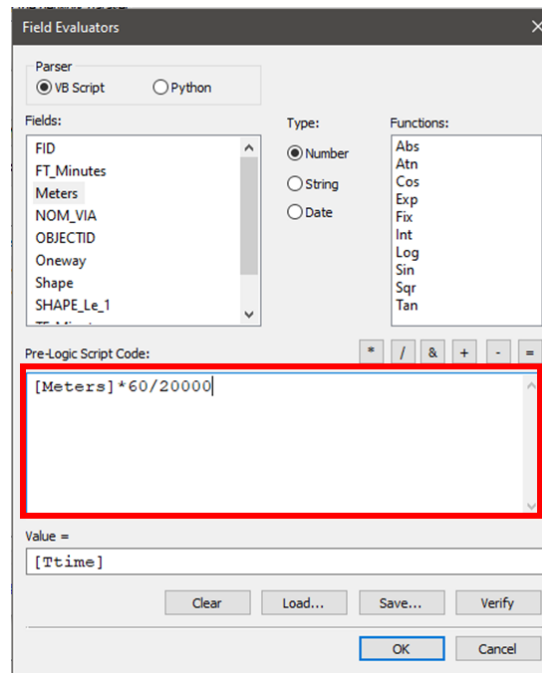 Field Evaluators
Parser
VB Script Python
Fields:
FID
FT_Minutes
Meters
NOM_VIA
OBJECTID
Oneway
Shape
SHAPE_Le_1
Type:
Number
String
Date
Functions:
Abs
Atn
Cos
Exp
Fix
Int
Log
Sin
Sqr
Tan
Pre-Logic Script Code:
* / & + - =
[Meters]*60/20000
Value =
[Ttime]
Clear Load... Save... Verify
OK Cancel